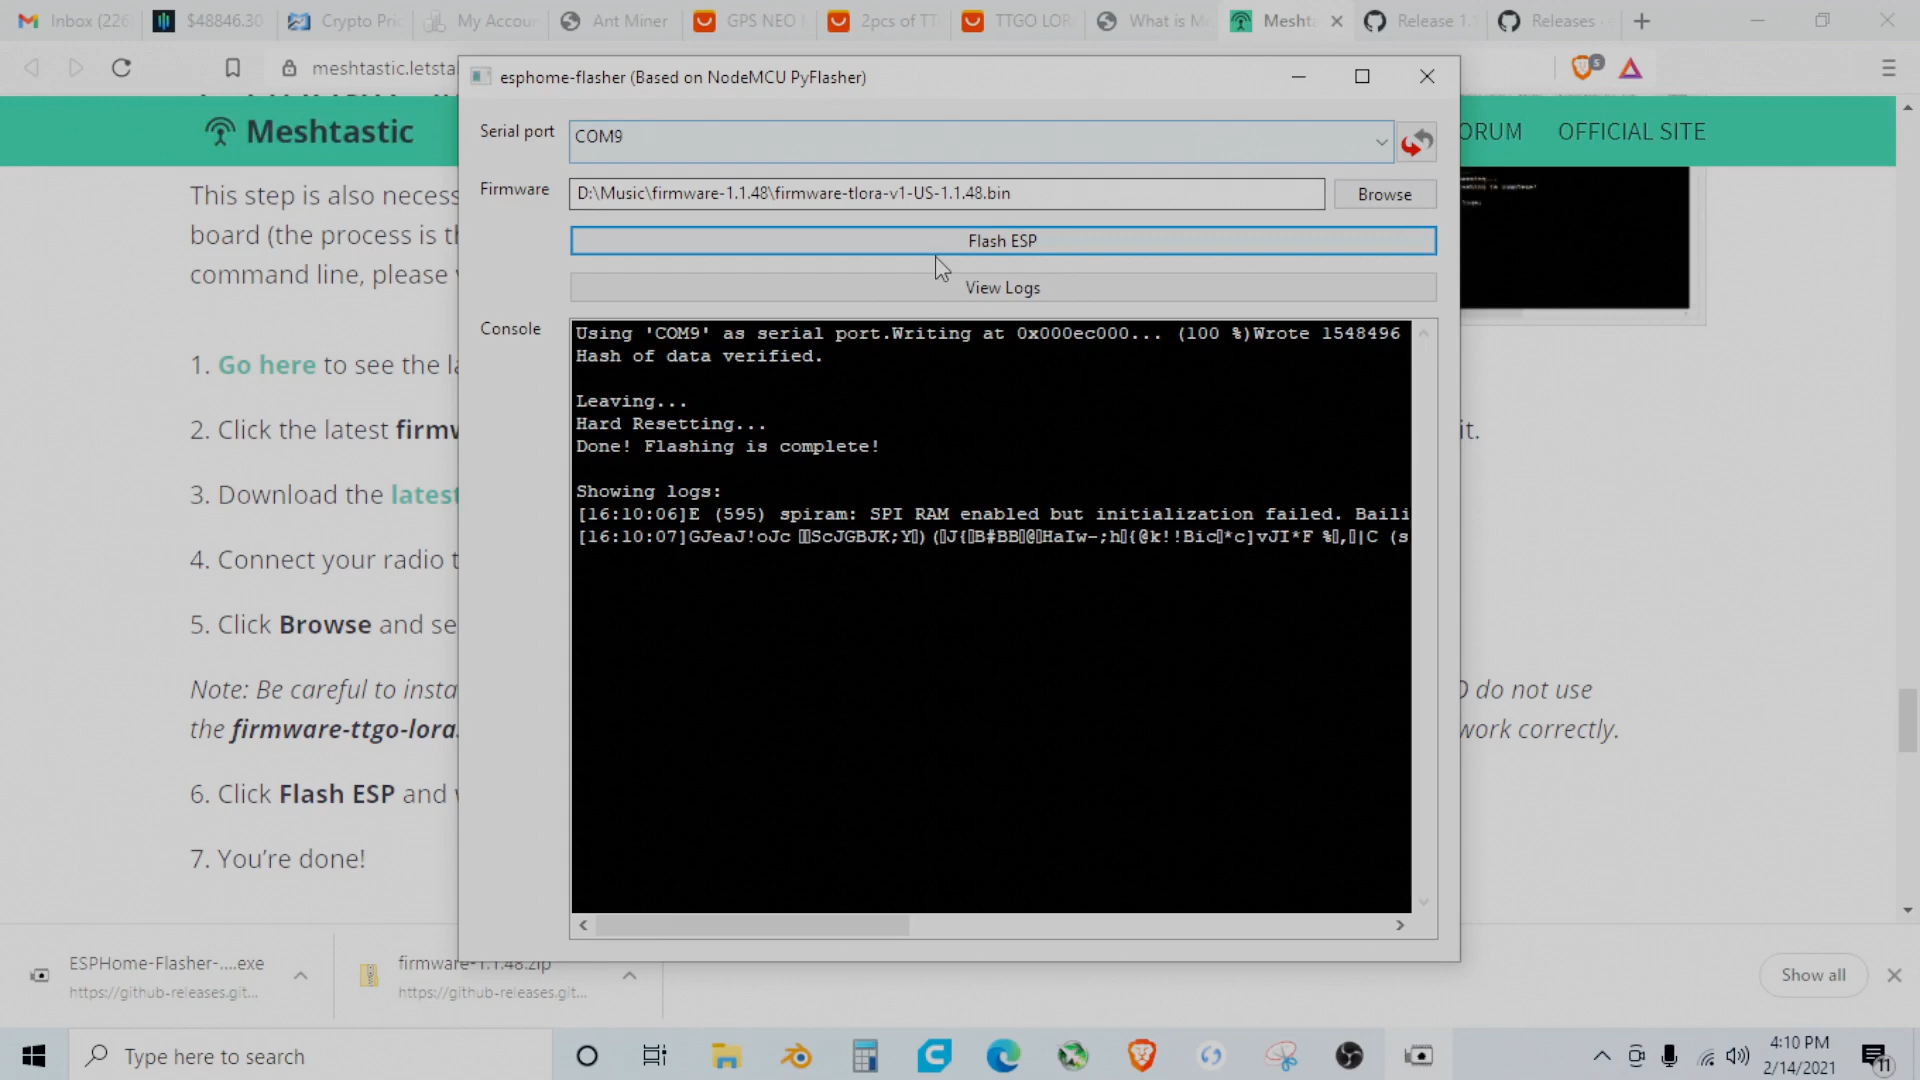 Inbox (226
$48846.30
Crypto Pri
My Accou
Ant Miner
GPS NEO
2pcs of TT
TTGO LOR
What is M
Meshta
Release 1.
Releases
meshtastic.letsta
5
esphome-flasher (Based on NodeMCU PyFlasher)
Meshtastic
ORUM
OFFICIAL SITE
Serial port
COM9
Firmware
D:\Music\firmware-1.1.48\firmware-tlora-v1-US-1.1.48.bin
Browse
Flash ESP
View Logs
Console
Using 'COM9' as serial port.Writing at 0x000ec000... (100 %)Wrote 1548496
Hash of data verified.
Leaving...
Hard Resetting...
Done! Flashing is complete!
Showing logs:
[16:10:06]E (595) spiram: SPI RAM enabled but initialization failed. Baili
This step is also necess
board (the process is th
command line, please
1. Go here to see the la
2. Click the latest firmw
it.
3. Download the latest
4. Connect your radio t
5. Click Browse and se
Note: Be careful to insta
D do not use
the firmware-ttgo-lora
work correctly.
6. Click Flash ESP and
7. You're done!
ESPHome-Flasher-....exe
https://github-releases.git...
firmware-1.1.48.zip
https://github-releases.git...
Show all
Type here to search
4:10 PM
2/14/2021
11